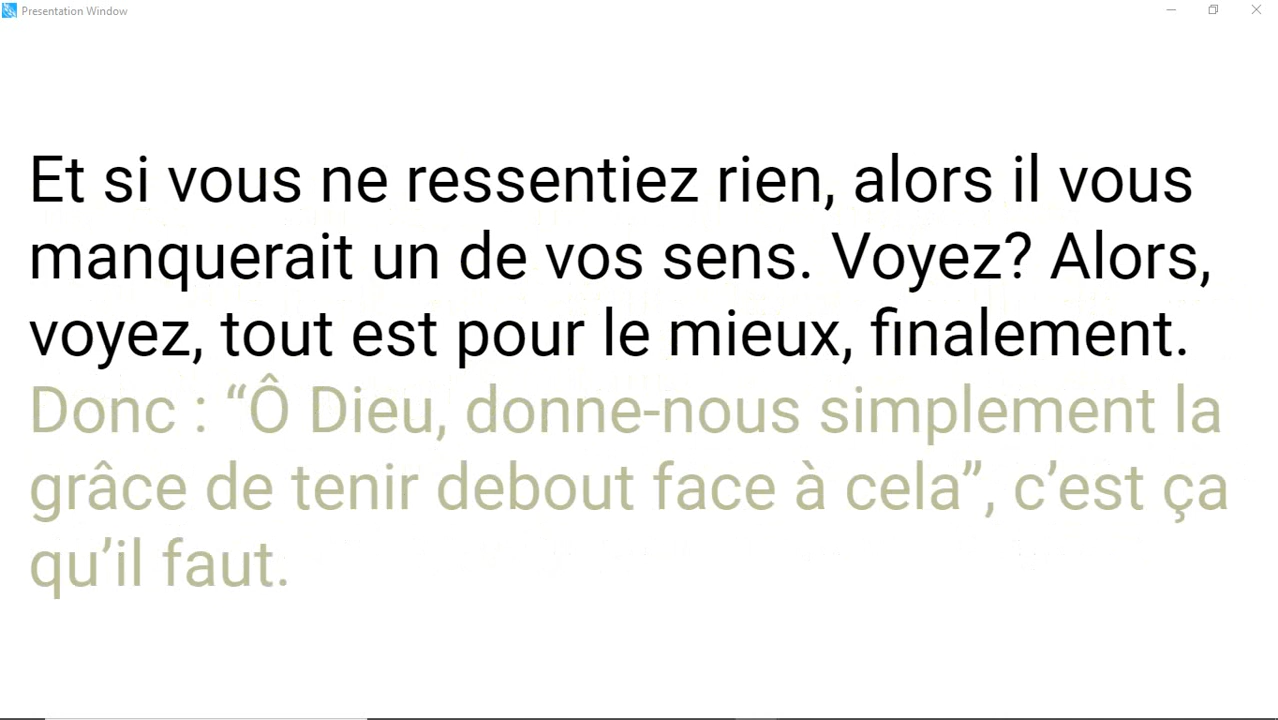 Presentation Window
Et si vous ne ressentiez rien, alors il vous
manquerait un de vos sens. Voyez? Alors,
voyez, tout est pour le mieux, finalement.
Donc : “Ô Dieu, donne-nous simplement la
grâce de tenir debout face à cela”, c’est ça
qu’il faut.